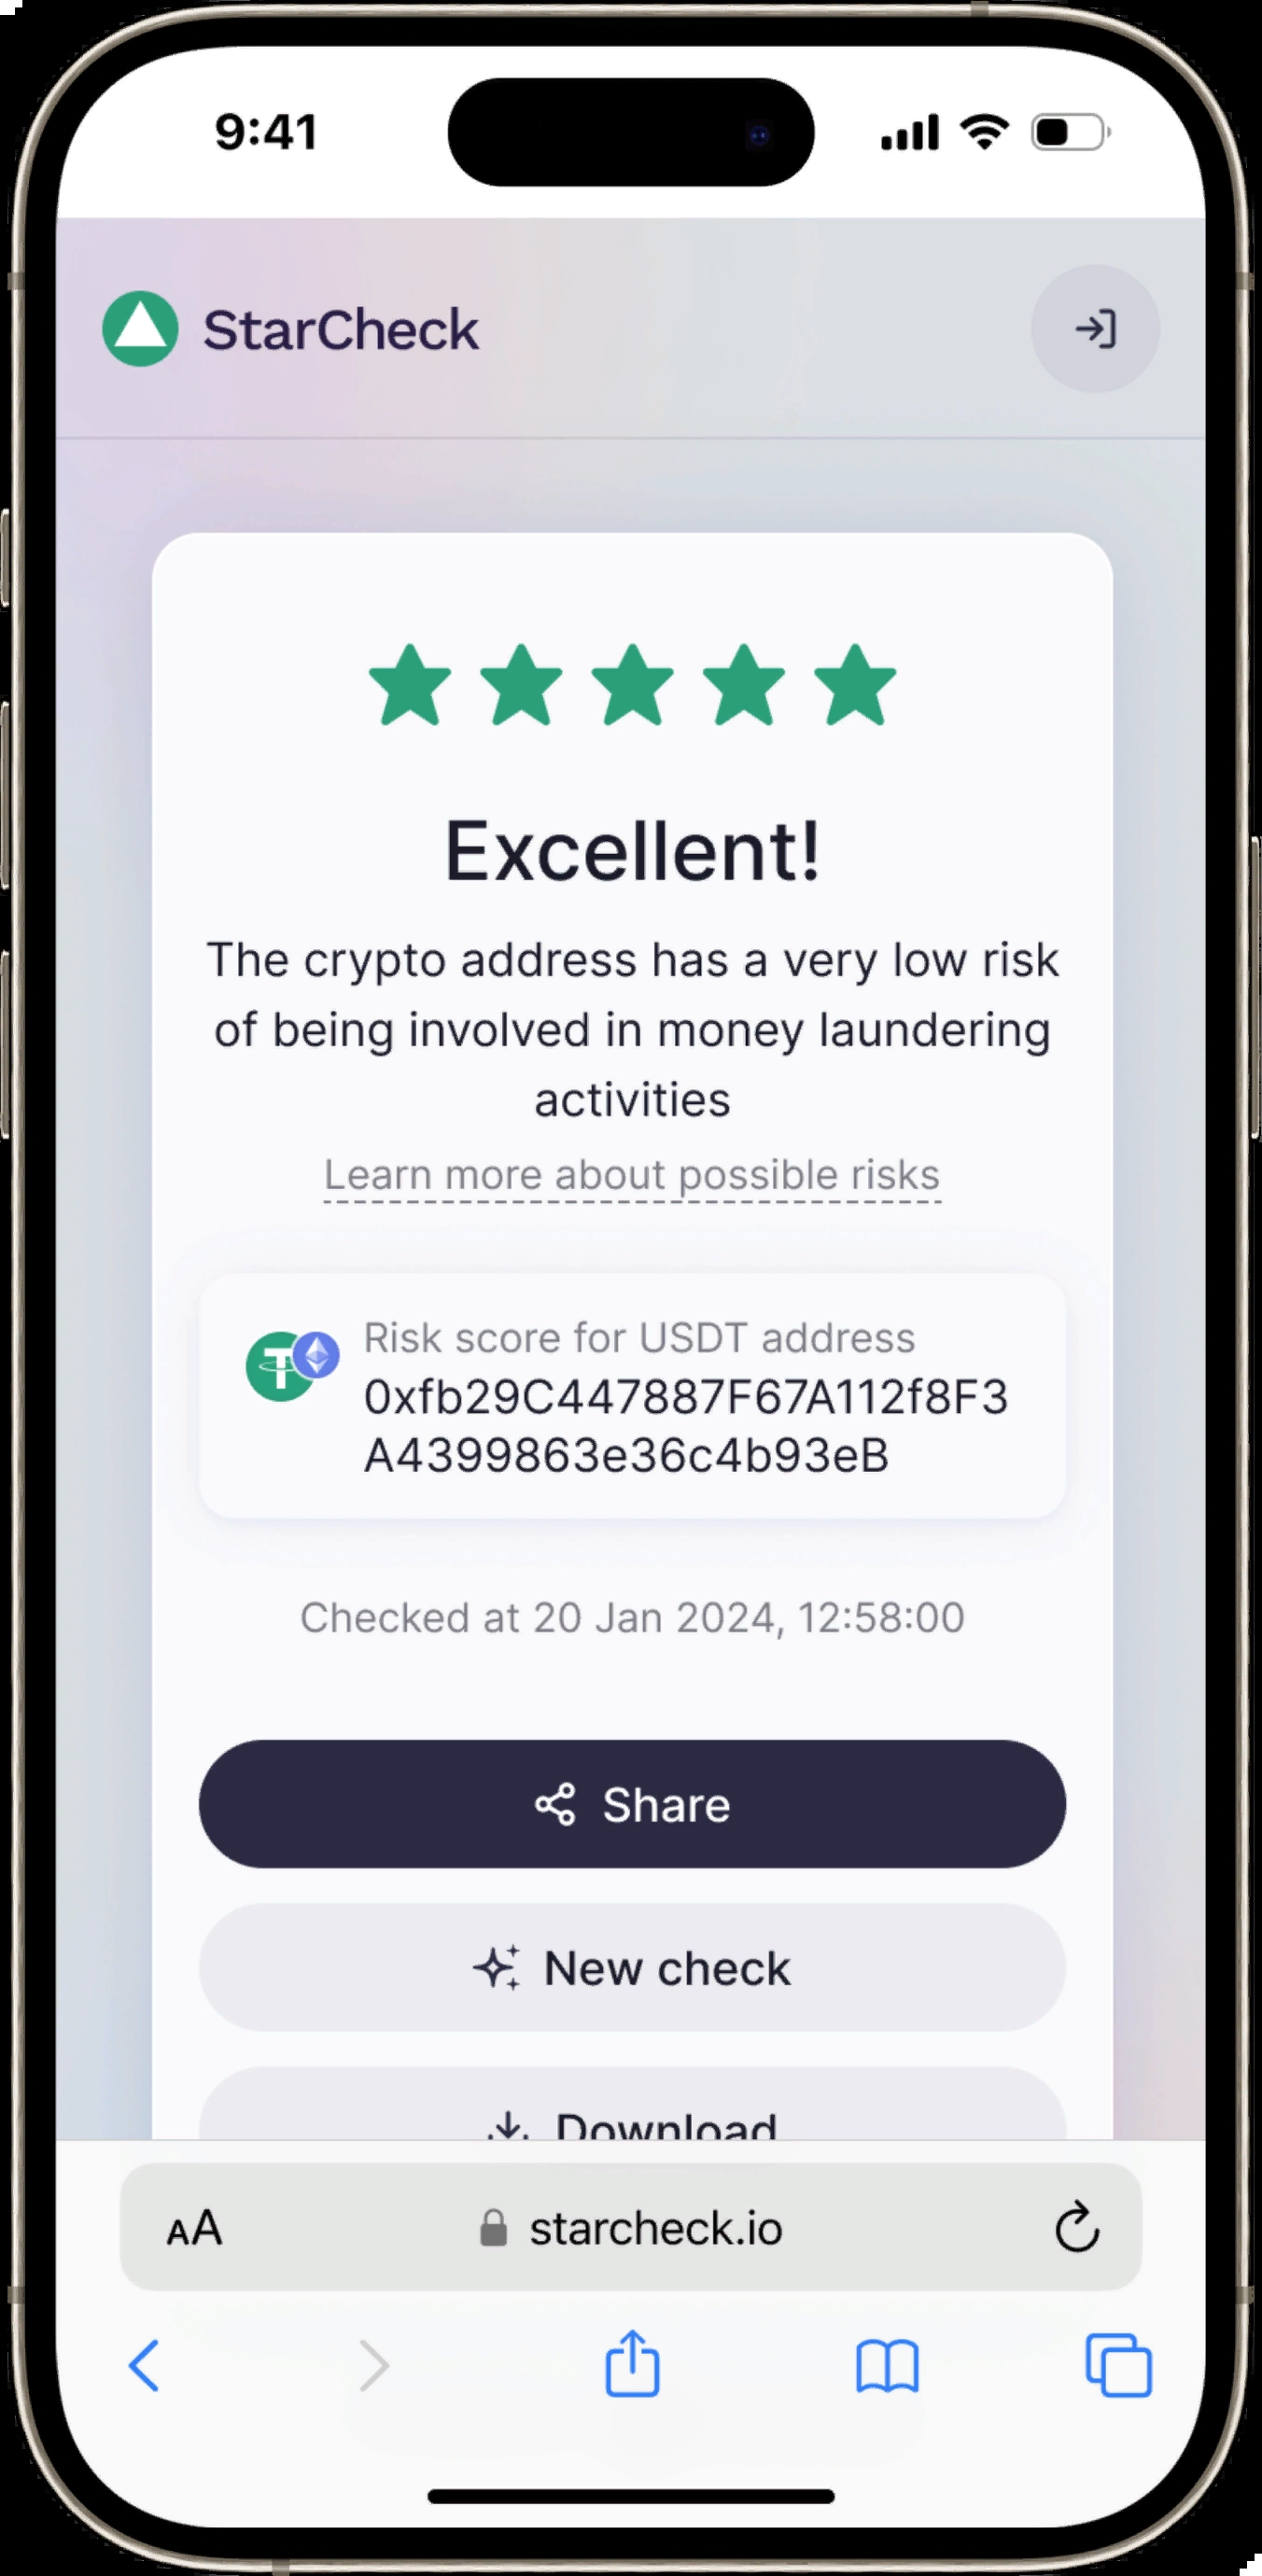 9:41
StarCheck
Excellent!
The crypto address has a very low risk
of being involved in money laundering
activities
Learn more about possible risks
Risk score for USDT address
0xfb29C447887F67A112f8F3
A4399863e36c4b93eB
Checked at 20 Jan 2024, 12:58:00
Share
New check
Download
AA starcheck.io